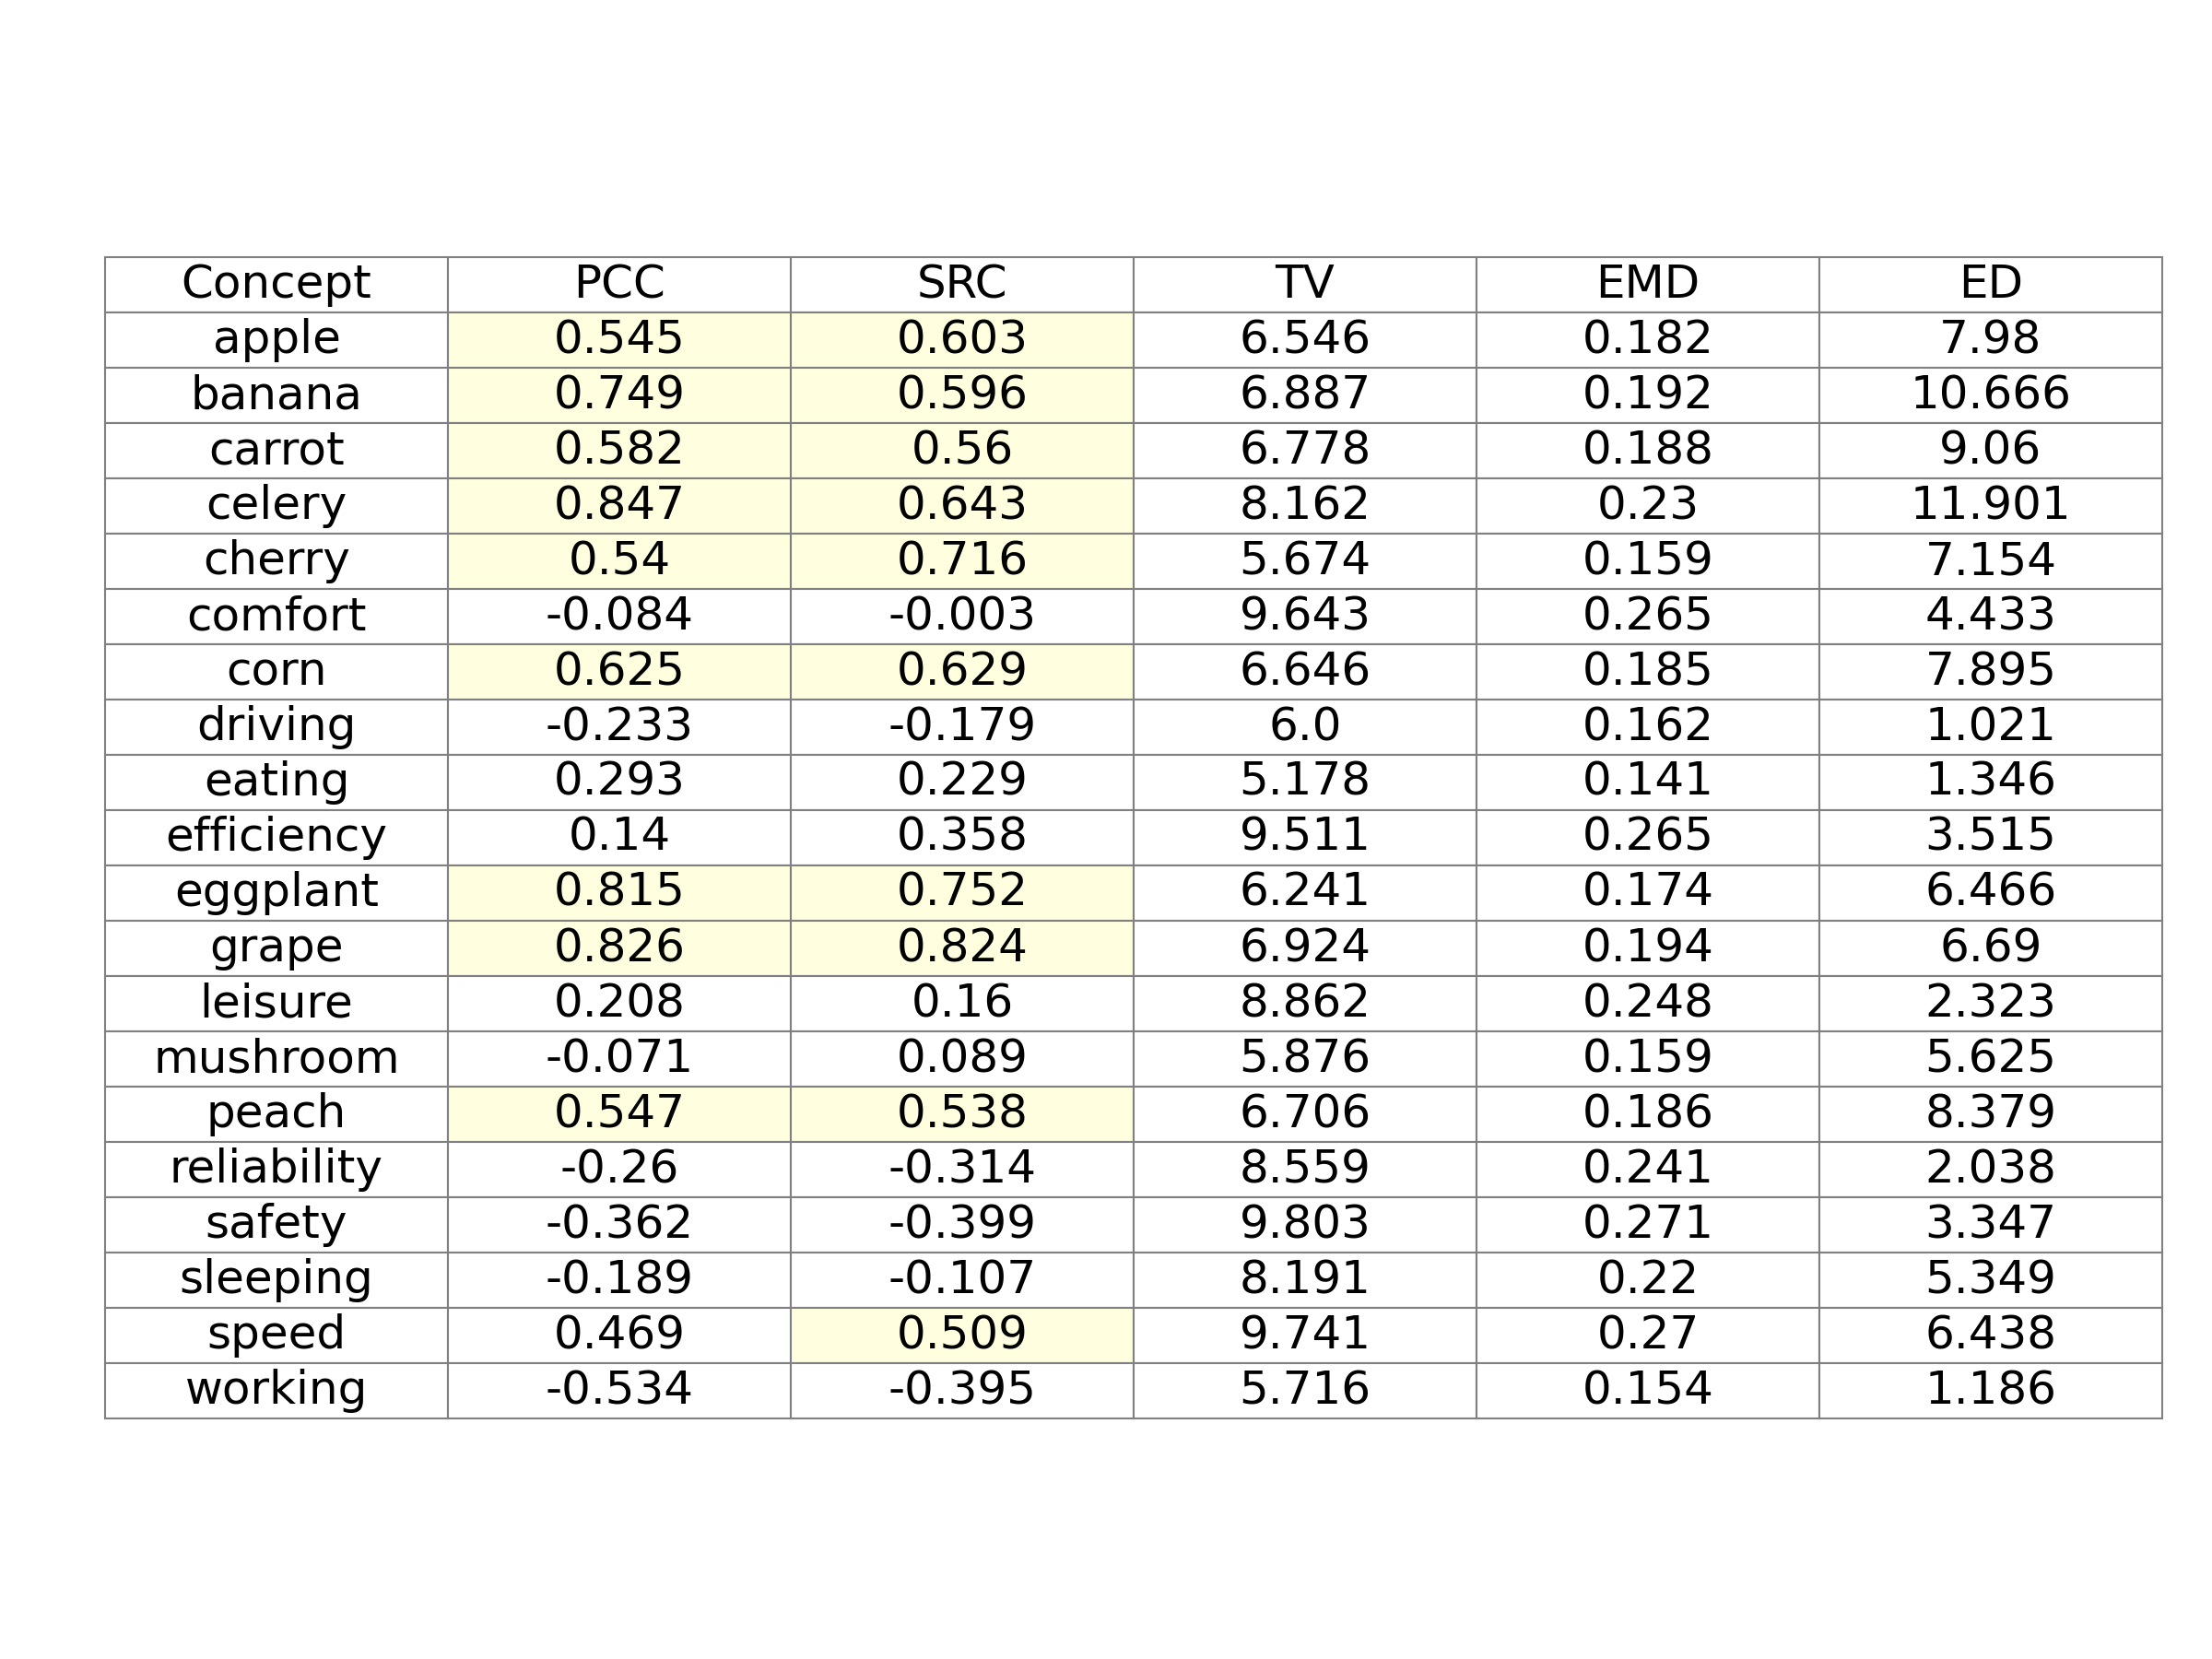 Concept PCC SRC TV EMD ED
apple 0.545 0.603 6.546 0.182 7.98
banana 0.749 0.596 6.887 0.192 10.666
carrot 0.582 0.56 6.778 0.188 9.06
celery 0.847 0.643 8.162 0.23 11.901
cherry 0.54 0.716 5.674 0.159 7.154
comfort -0.084 -0.003 9.643 0.265 4.433
corn 0.625 0.629 6.646 0.185 7.895
driving -0.233 -0.179 6.0 0.162 1.021
eating 0.293 0.229 5.178 0.141 1.346
efficiency 0.14 0.358 9.511 0.265 3.515
eggplant 0.815 0.752 6.241 0.174 6.466
grape 0.826 0.824 6.924 0.194 6.69
leisure 0.208 0.16 8.862 0.248 2.323
mushroom -0.071 0.089 5.876 0.159 5.625
peach 0.547 0.538 6.706 0.186 8.379
reliability -0.26 -0.314 8.559 0.241 2.038
safety -0.362 -0.399 9.803 0.271 3.347
sleeping -0.189 -0.107 8.191 0.22 5.349
speed 0.469 0.509 9.741 0.27 6.438
working -0.534 -0.395 5.716 0.154 1.186